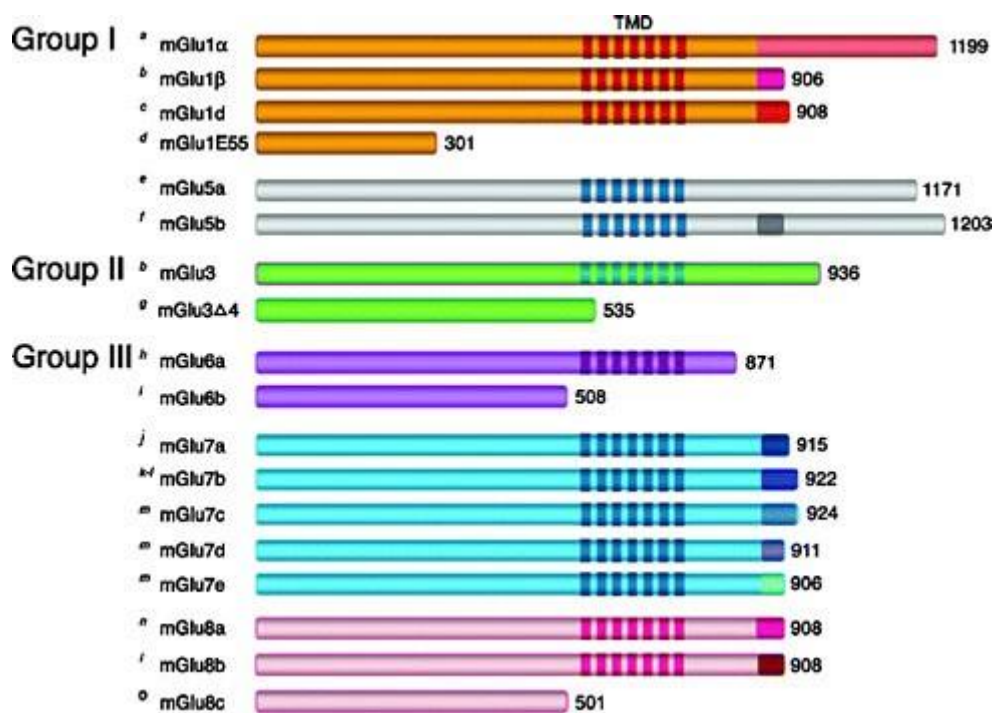 TMD
Group I a mGlu1α 1199
b mGlu1β 906
c mGlu1d 908
d mGlu1E55 301
e mGlu5a 1171
f mGlu5b 1203
Group II b mGlu3 936
g mGlu3Δ4 535
Group III h mGlu6a 871
i mGlu6b 508
j mGlu7a 915
k-l mGlu7b 922
m mGlu7c 924
m mGlu7d 911
m mGlu7e 906
n mGlu8a 908
i mGlu8b 908
o mGlu8c 501